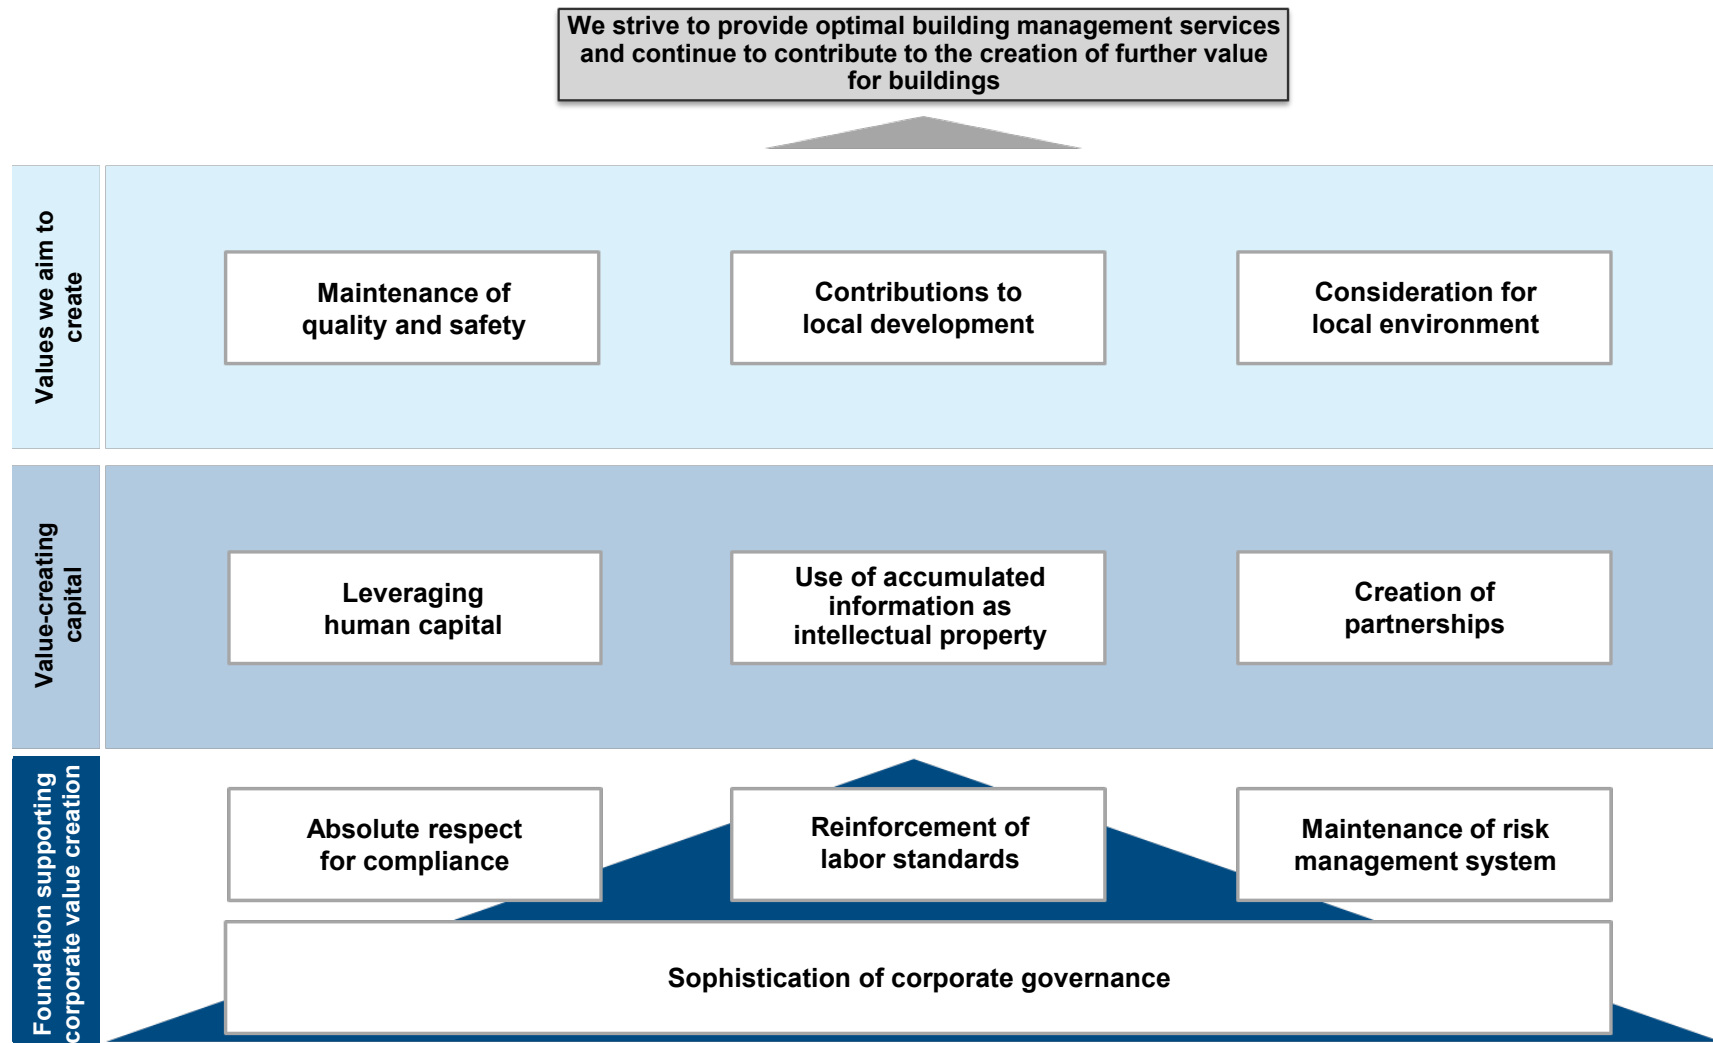 We strive to provide optimal building management services
and continue to contribute to the creation of further value
for buildings
Values we aim to
create
Maintenance of
quality and safety
Contributions to
local development
Consideration for
local environment
Value-creating
capital
Leveraging
human capital
Use of accumulated
information as
intellectual property
Creation of
partnerships
Foundation supporting
corporate value creation
Absolute respect
for compliance
Reinforcement of
labor standards
Maintenance of risk
management system
Sophistication of corporate governance